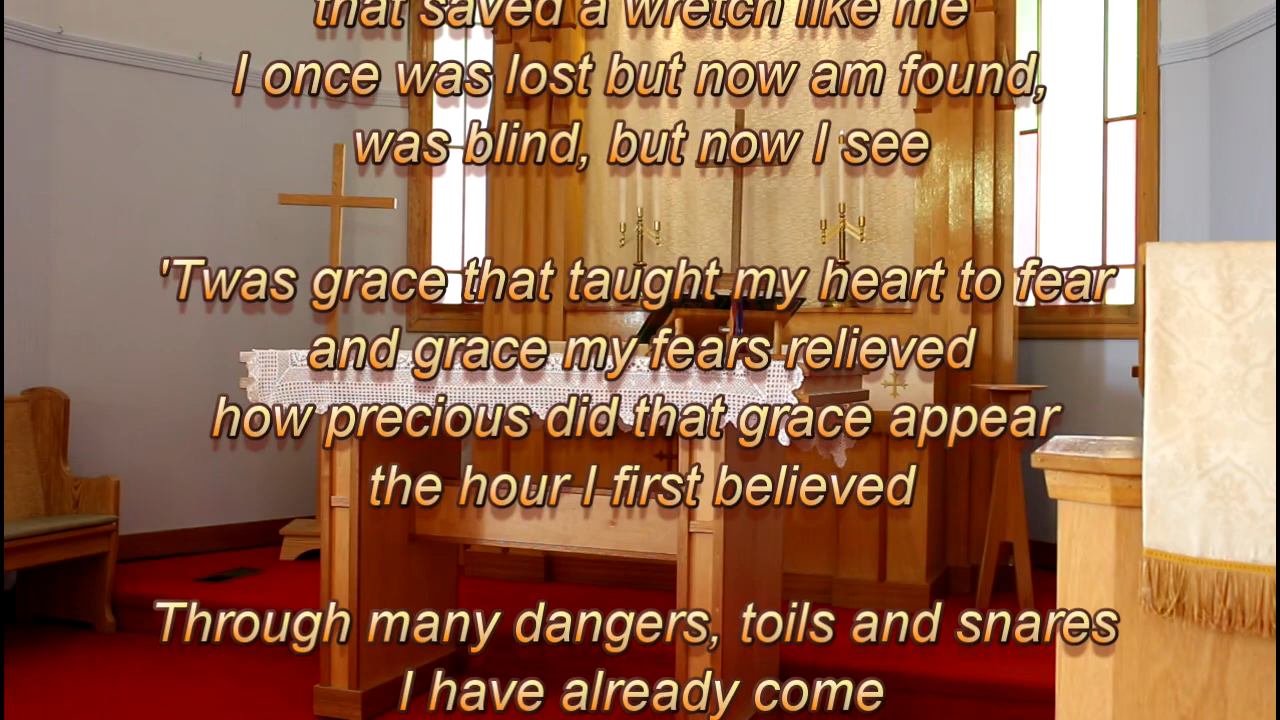 that saved a wretch like me
I once was lost but now am found,
was blind, but now I see
'Twas grace that taught my heart to fear
and grace my fears relieved
how precious did that grace appear
the hour I first believed
Through many dangers, toils and snares
I have already come